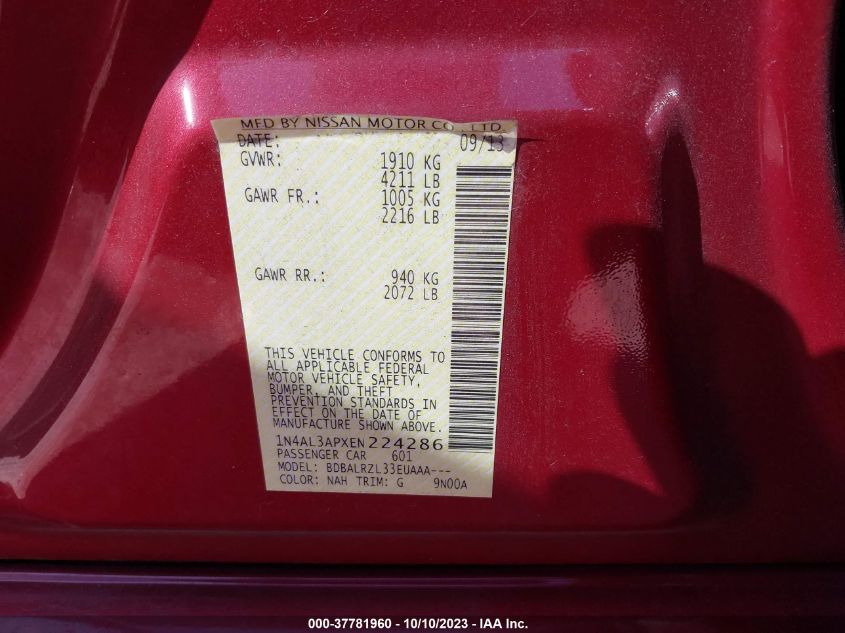 MFD BY NISSAN MOTOR CO., LTD.
DATE: 09/13
GVWR: 1910 KG
4211 LB
GAWR FR.: 1005 KG
2216 LB
GAWR RR.: 940 KG
2072 LB
THIS VEHICLE CONFORMS TO
ALL APPLICABLE FEDERAL
MOTOR VEHICLE SAFETY,
BUMPER, AND THEFT
PREVENTION STANDARDS IN
EFFECT ON THE DATE OF
MANUFACTURE SHOWN ABOVE.
1N4AL3APXEN224286
PASSENGER CAR 601
MODEL: BDBALRZL33EUAAA---
COLOR: NAH TRIM: G 9N00A
000-37781960 - 10/10/2023 - IAA Inc.